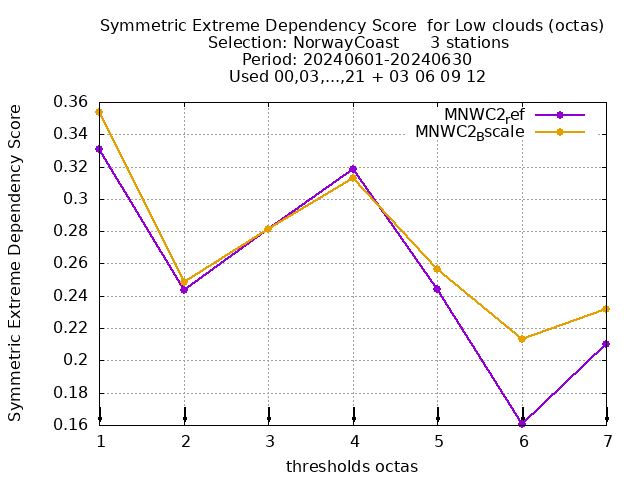 Symmetric Extreme Dependency Score  for Low clouds (octas)
Selection: NorwayCoast      3 stations
Period: 20240601-20240630
Used 00,03,...,21 + 03 06 09 12
MNWC2ref
MNWC2Bscale
Symmetric Extreme Dependency Score
0.36
0.34
0.32
0.3
0.28
0.26
0.24
0.22
0.2
0.18
0.16
1 2 3 4 5 6 7
thresholds octas